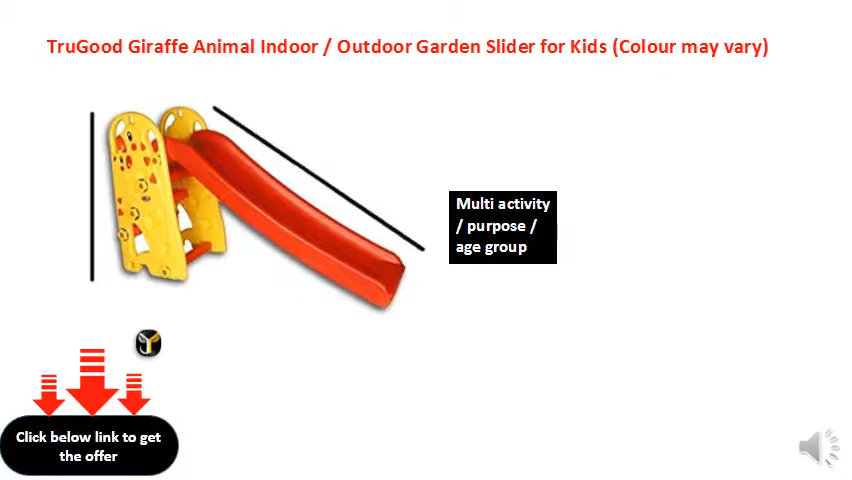 TruGood Giraffe Animal Indoor / Outdoor Garden Slider for Kids (Colour may vary)
Multi activity
/ purpose /
age group
Click below link to get
the offer